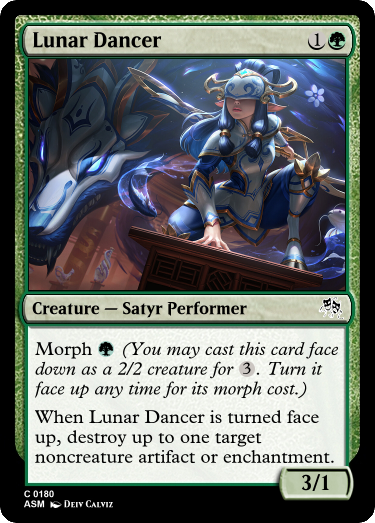 Lunar Dancer 1
Creature — Satyr Performer
Morph (You may cast this card face
down as a 2/2 creature for 3. Turn it
face up any time for its morph cost.)
When Lunar Dancer is turned face
up, destroy up to one target
noncreature artifact or enchantment.
3/1
C 0180
ASM Deiv Calviz